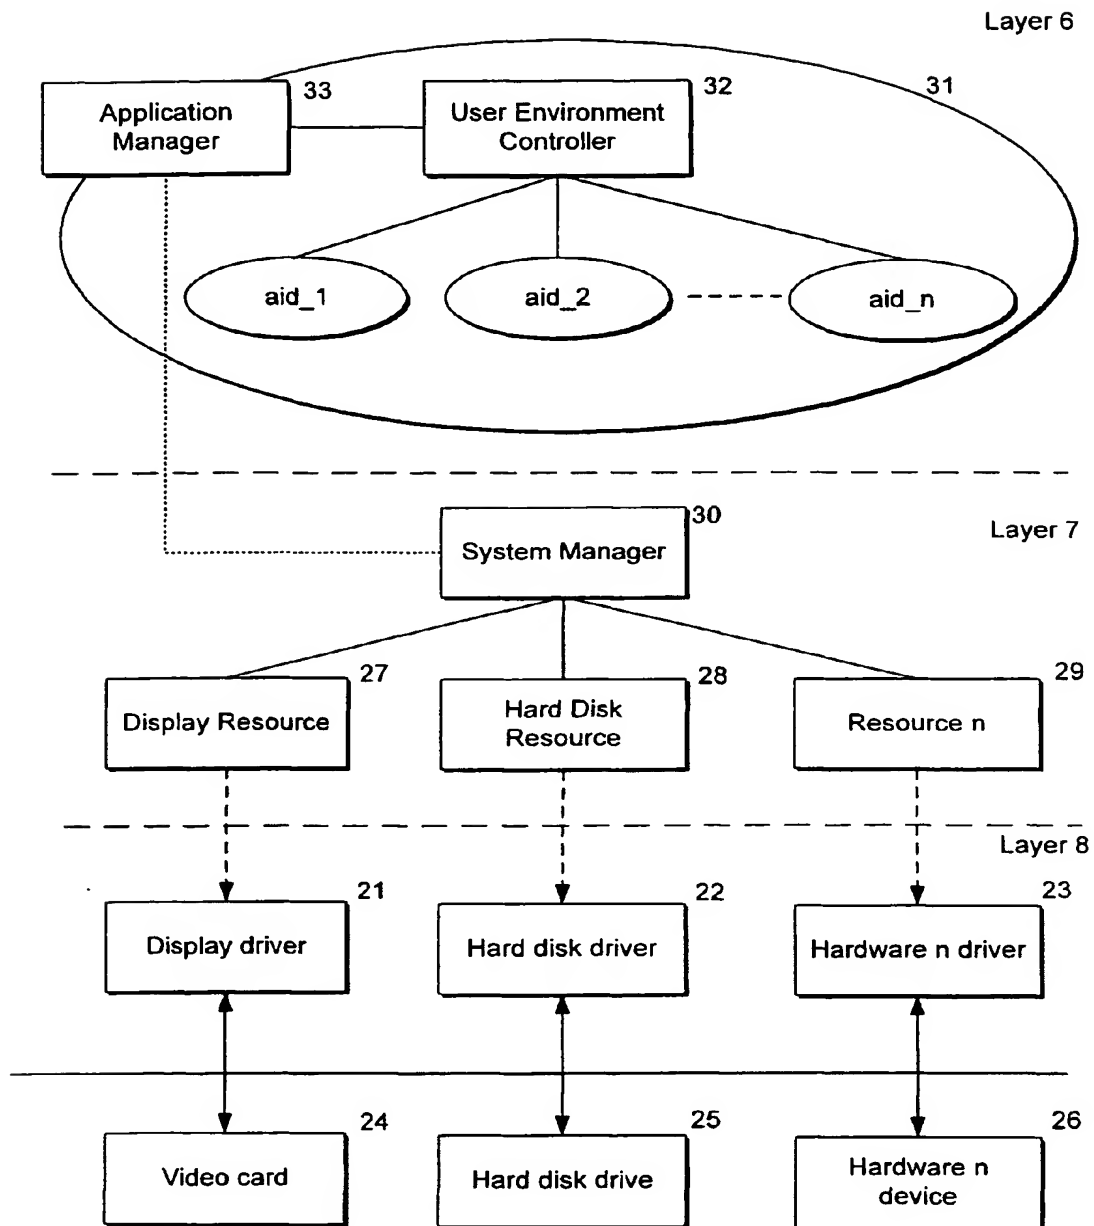 Layer 6
33
32
31
Application
Manager
User Environment
Controller
aid_1
aid_2
aid_n
30
Layer 7
System Manager
27
28
29
Display Resource
Hard Disk
Resource
Resource n
Layer 8
21
22
23
Display driver
Hard disk driver
Hardware n driver
24
25
26
Video card
Hard disk drive
Hardware n
device